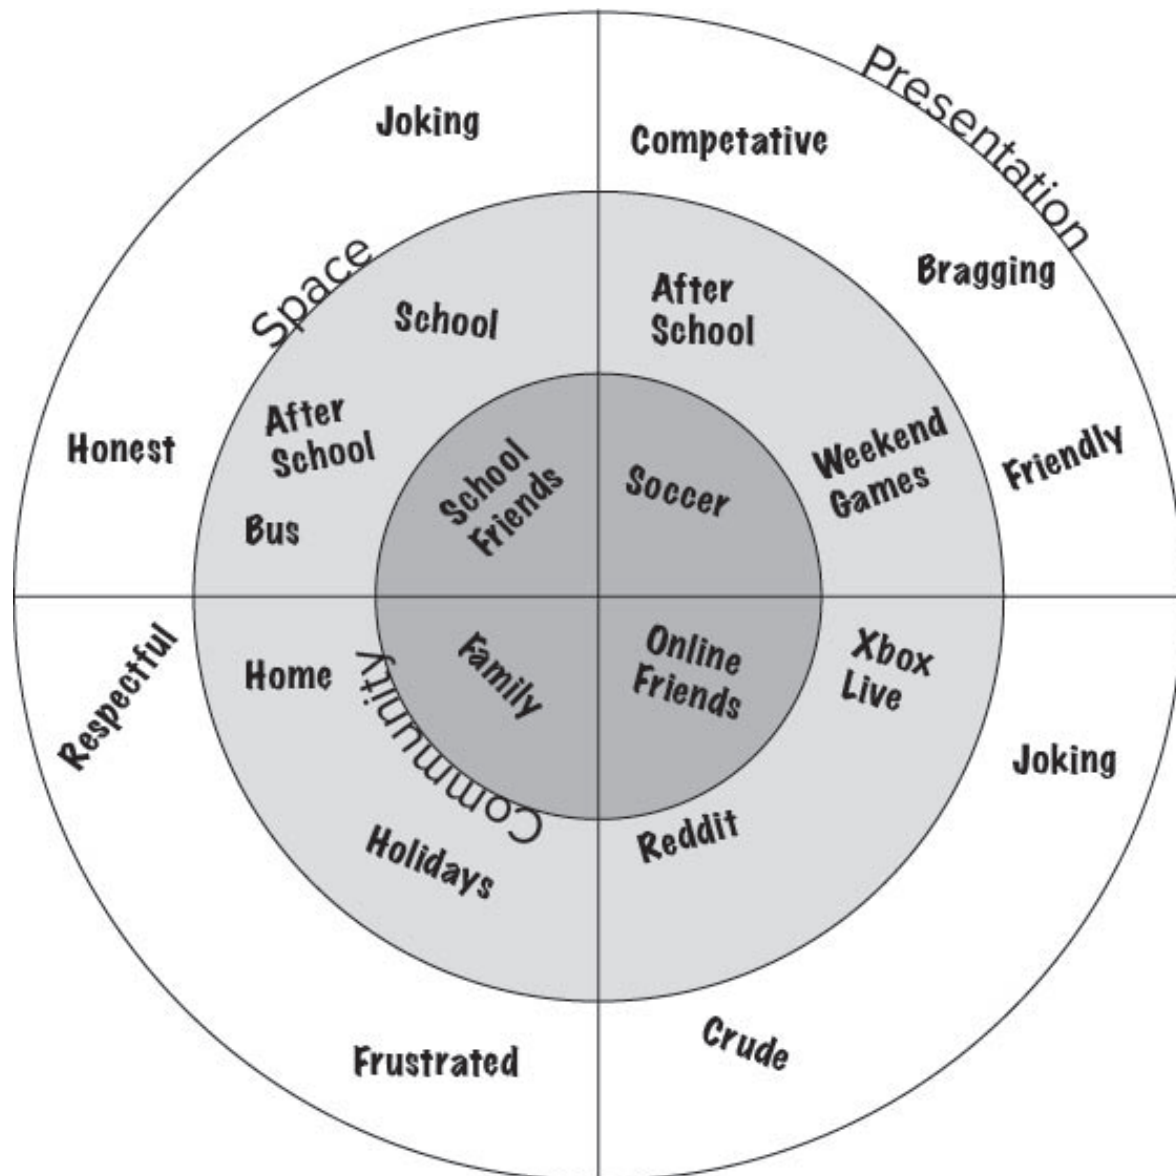 Presentation
Joking
Competative
Bragging
Space
School
After
School
After
School
Honest
Bus
School
Friends
Soccer
Weekend
Games
Friendly
Respectful
Home
Family
Community
Holidays
Online
Friends
Xbox
Live
Reddit
Joking
Frustrated
Crude